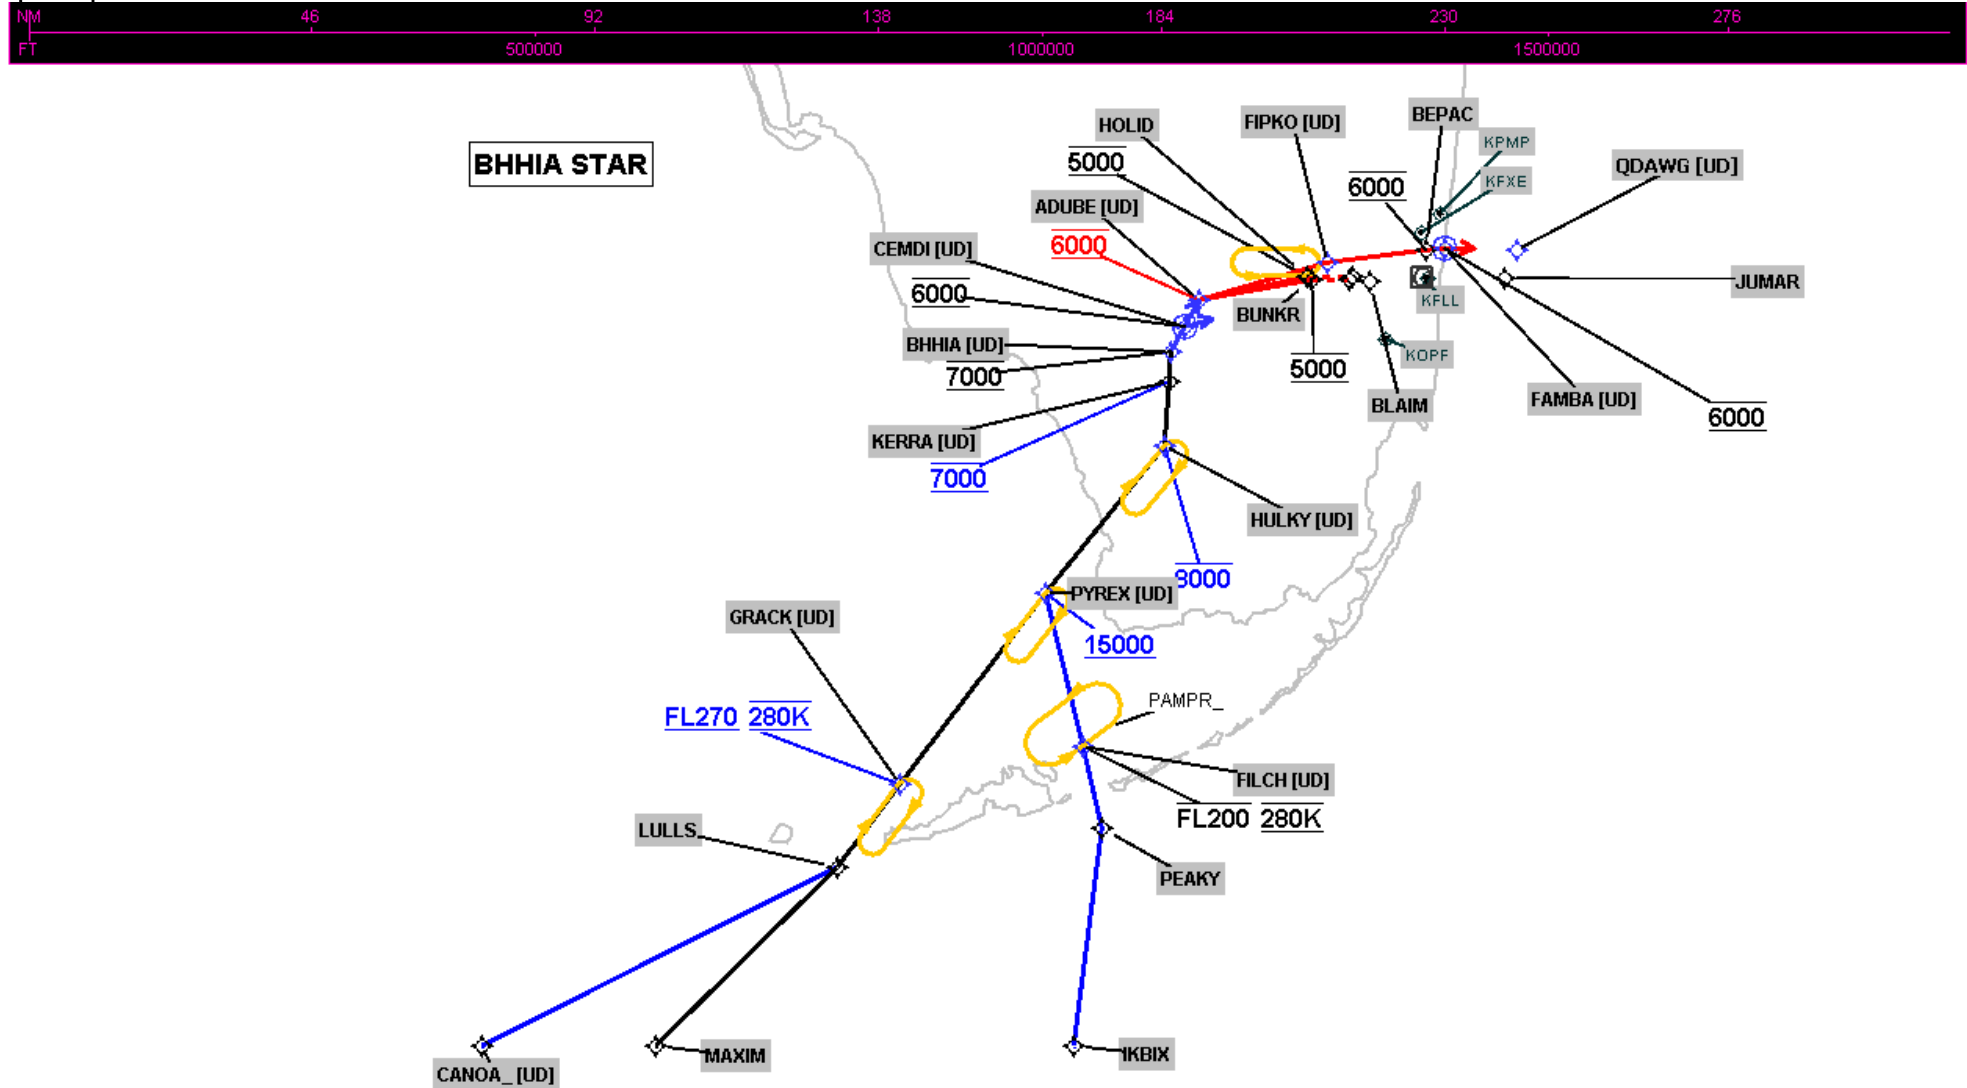 NM 46 92 138 184 230 276
FT 500000 1000000 1500000
BHHIA STAR
HOLID
5000
FIPKO [UD]
BEPAC
KPMP
KFXE
QDAWG [UD]
6000
ADUBE [UD]
6000
CEMDI [UD]
6000
BUNKR
KFLL
JUMAR
BHHIA [UD]
7000
5000
KOPF
BLAIM
FAMBA [UD]
6000
KERRA [UD]
7000
HULKY [UD]
8000
PYREX [UD]
15000
GRACK [UD]
FL270 280K
PAMPR_
FILCH [UD]
FL200 280K
LULLS
PEAKY
CANOA_ [UD]
MAXIM
IKBIX